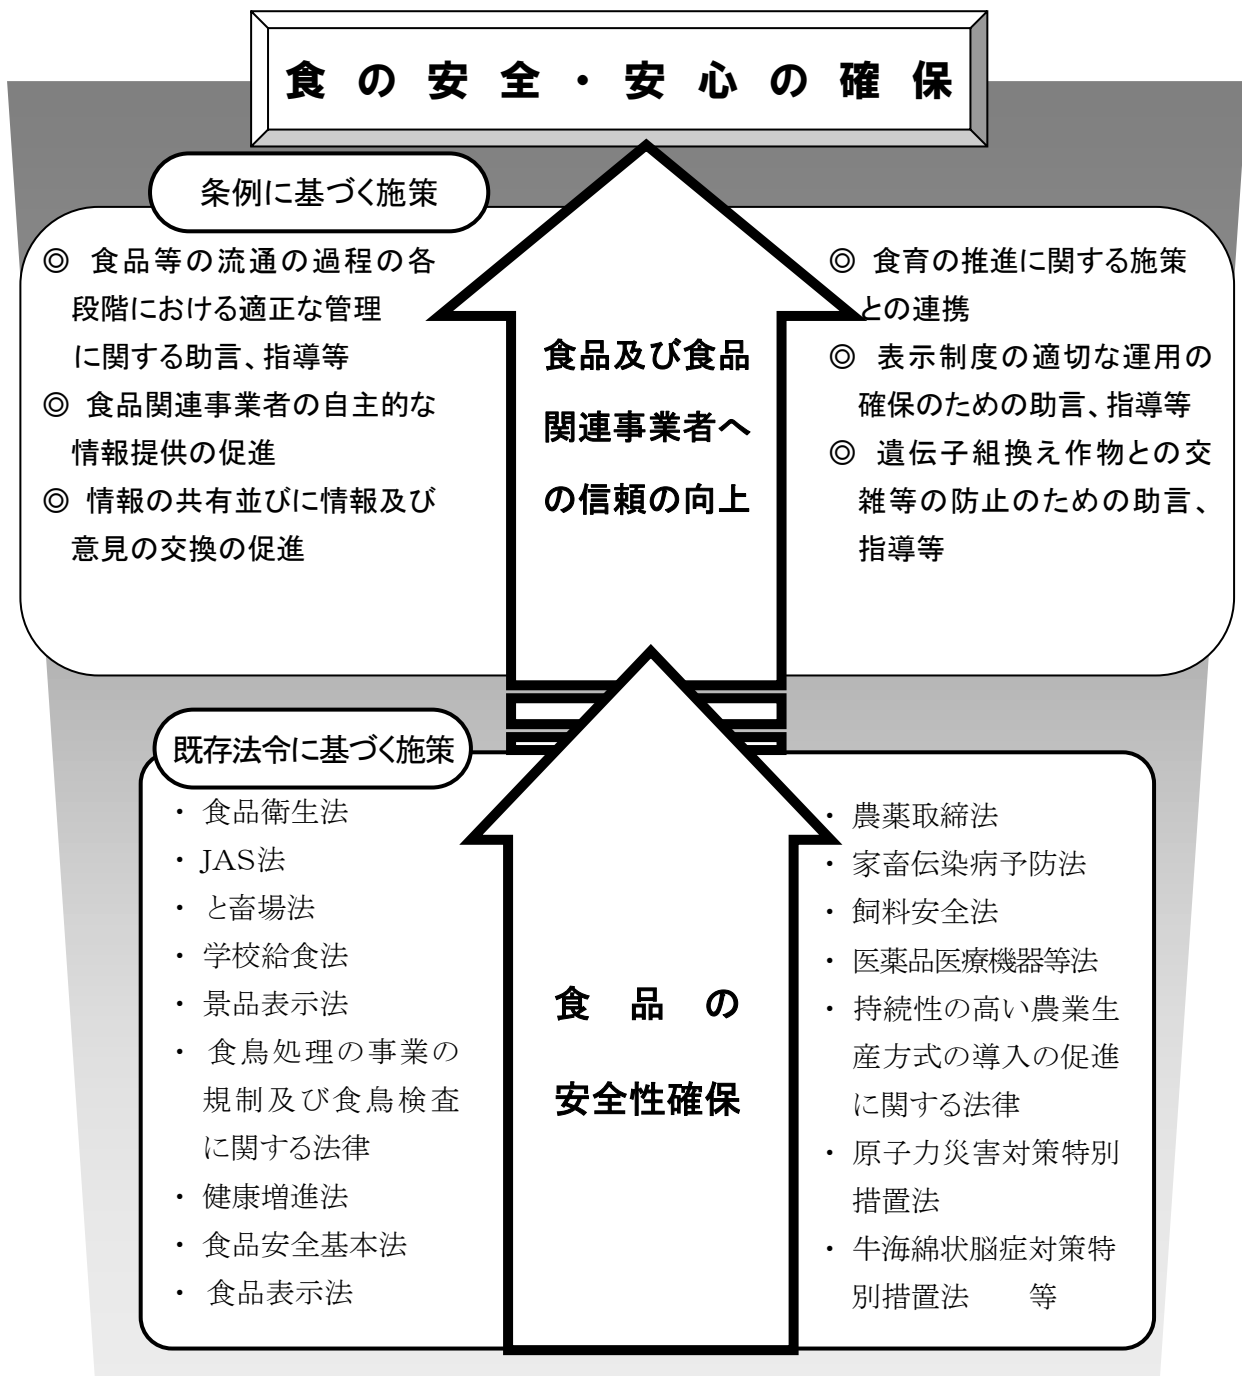 食の安全・安心の確保
条例に基づく施策
◎ 食品等の流通の過程の各
段階における適正な管理
に関する助言、指導等
◎ 食品関連事業者の自主的な
情報提供の促進
◎ 情報の共有並びに情報及び
意見の交換の促進
食品及び食品
関連事業者へ
の信頼の向上
◎ 食育の推進に関する施策
との連携
◎ 表示制度の適切な運用の
確保のための助言、指導等
◎ 遺伝子組換え作物との交
雑等の防止のための助言、
指導等
既存法令に基づく施策
・ 食品衛生法
・ JAS法
・ と畜場法
・ 学校給食法
・ 景品表示法
・ 食鳥処理の事業の
規制及び食鳥検査
に関する法律
・ 健康増進法
・ 食品安全基本法
・ 食品表示法
食品の
安全性確保
・ 農薬取締法
・ 家畜伝染病予防法
・ 飼料安全法
・ 医薬品医療機器等法
・ 持続性の高い農業生
産方式の導入の促進
に関する法律
・ 原子力災害対策特別
措置法
・ 牛海綿状脳症対策特
別措置法 等